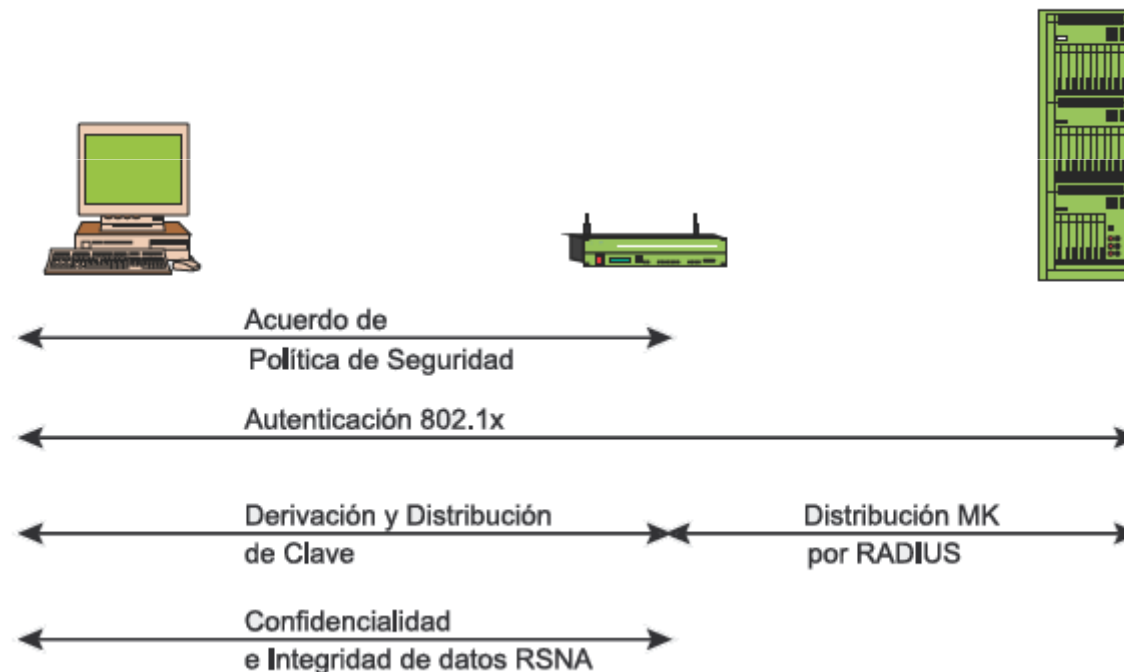 Acuerdo de
Política de Seguridad
Autenticación 802.1x
Derivación y Distribución
de Clave
Distribución MK
por RADIUS
Confidencialidad
e Integridad de datos RSNA